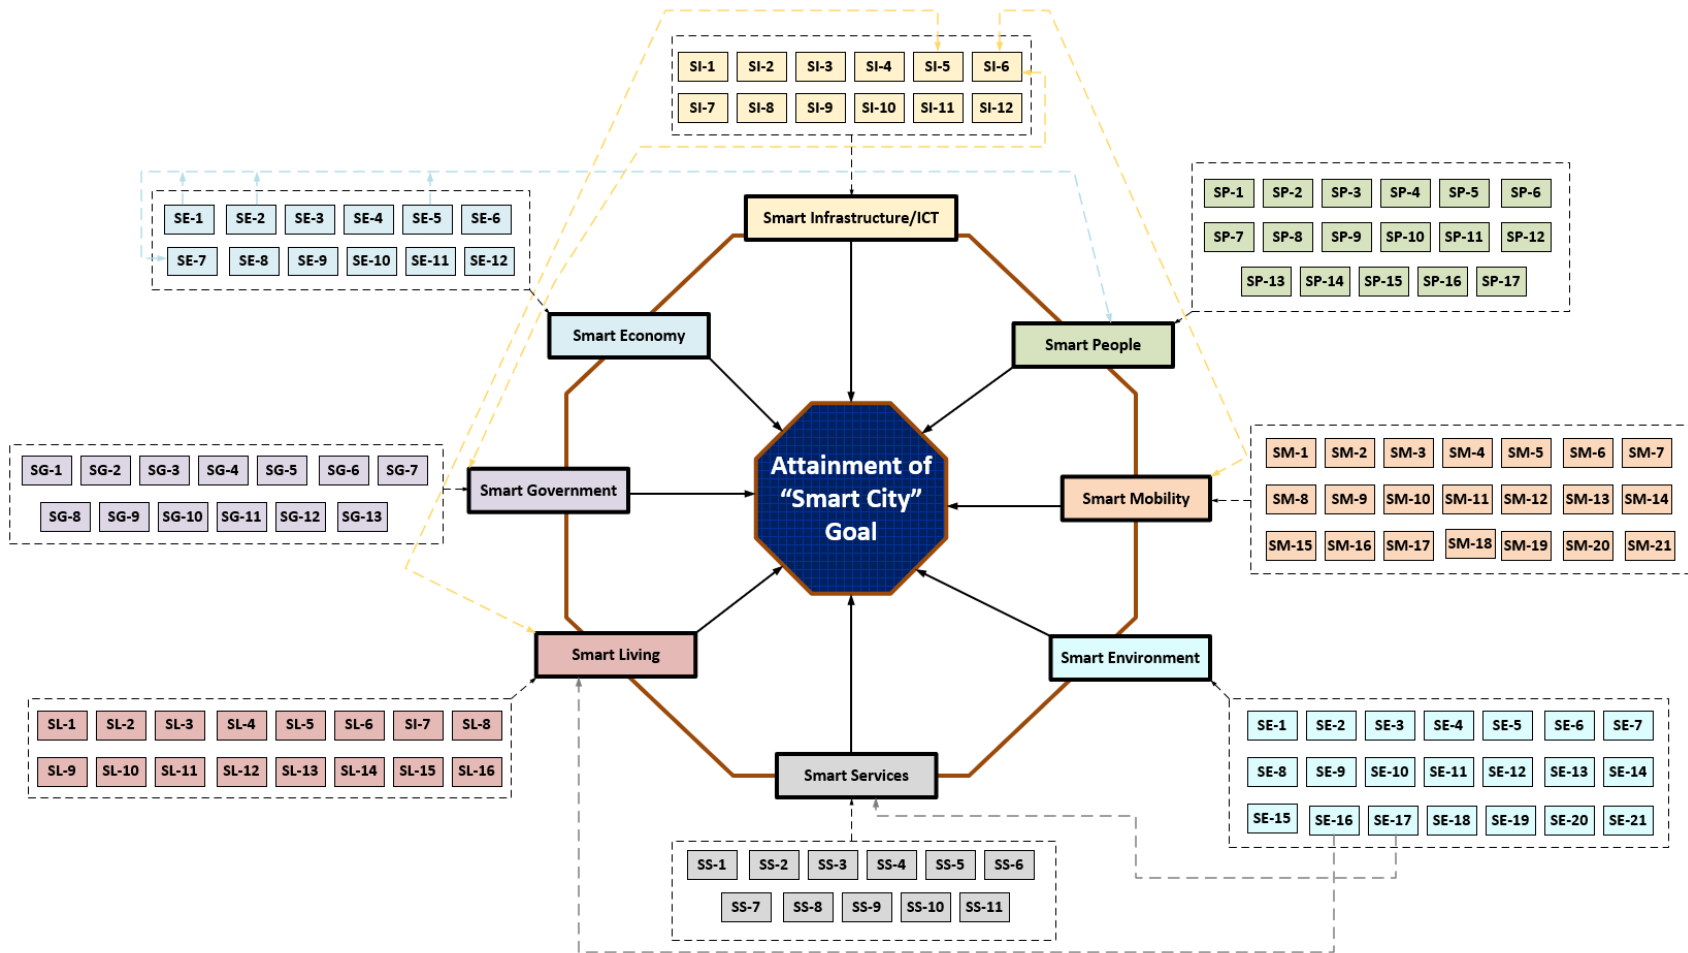 SI-1 SI-2 SI-3 SI-4 SI-5 SI-6
SI-7 SI-8 SI-9 SI-10 SI-11 SI-12
Smart Infrastructure/ICT
SE-1 SE-2 SE-3 SE-4 SE-5 SE-6
SE-7 SE-8 SE-9 SE-10 SE-11 SE-12
Smart Economy
SP-1 SP-2 SP-3 SP-4 SP-5 SP-6
SP-7 SP-8 SP-9 SP-10 SP-11 SP-12
SP-13 SP-14 SP-15 SP-16 SP-17
Smart People
SG-1 SG-2 SG-3 SG-4 SG-5 SG-6 SG-7
SG-8 SG-9 SG-10 SG-11 SG-12 SG-13
Smart Government
Attainment of
“Smart City”
Goal
Smart Mobility
SM-1 SM-2 SM-3 SM-4 SM-5 SM-6 SM-7
SM-8 SM-9 SM-10 SM-11 SM-12 SM-13 SM-14
SM-15 SM-16 SM-17 SM-18 SM-19 SM-20 SM-21
Smart Living
SL-1 SL-2 SL-3 SL-4 SL-5 SL-6 SI-7 SL-8
SL-9 SL-10 SL-11 SL-12 SL-13 SL-14 SL-15 SL-16
Smart Environment
SE-1 SE-2 SE-3 SE-4 SE-5 SE-6 SE-7
SE-8 SE-9 SE-10 SE-11 SE-12 SE-13 SE-14
SE-15 SE-16 SE-17 SE-18 SE-19 SE-20 SE-21
Smart Services
SS-1 SS-2 SS-3 SS-4 SS-5 SS-6
SS-7 SS-8 SS-9 SS-10 SS-11